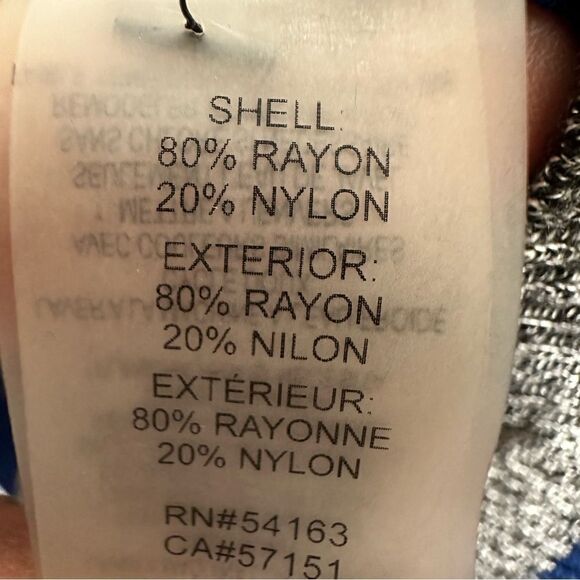 SHELL:
80% RAYON
20% NYLON
EXTERIOR:
80% RAYON
20% NILON
EXTÉRIEUR:
80% RAYONNE
20% NYLON
RN#54163
CA#57151